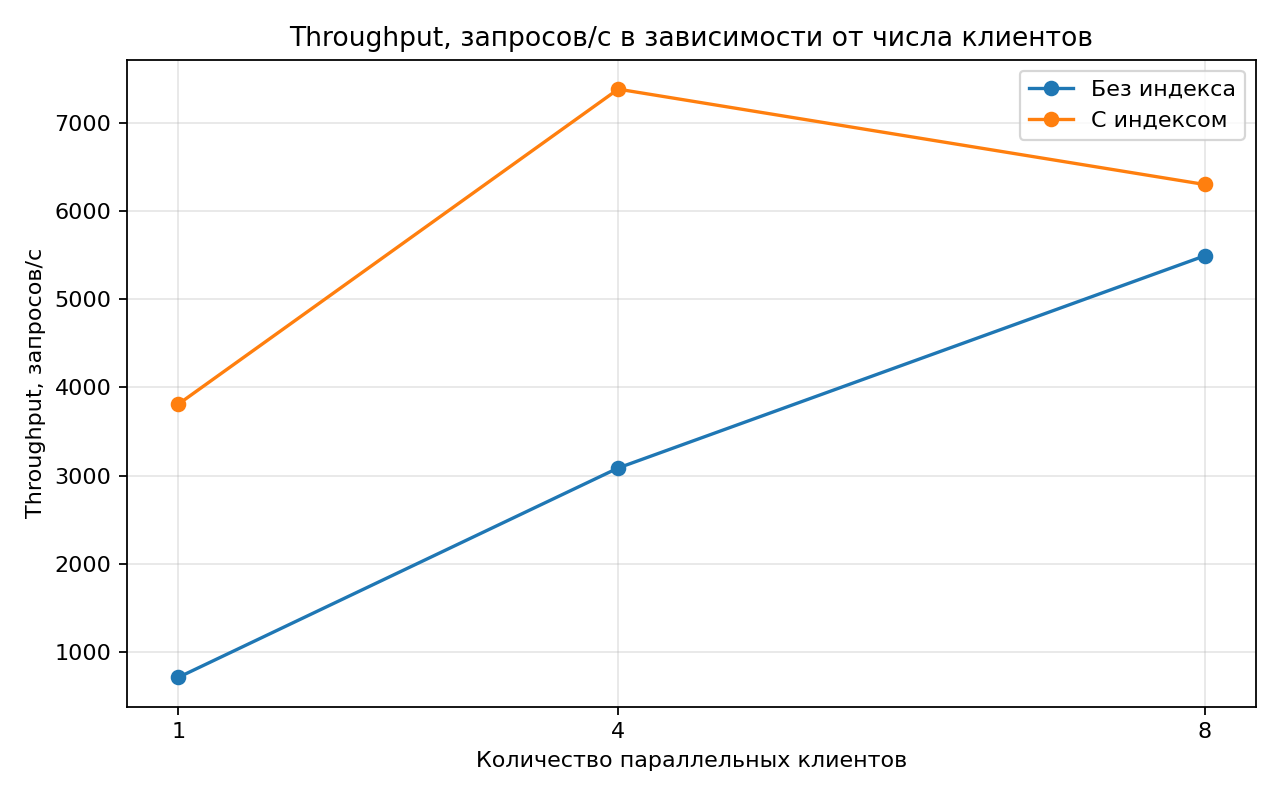 Throughput, запросов/с в зависимости от числа клиентов
Без индекса
С индексом
Throughput, запросов/с
7000
6000
5000
4000
3000
2000
1000
1
4
8
Количество параллельных клиентов